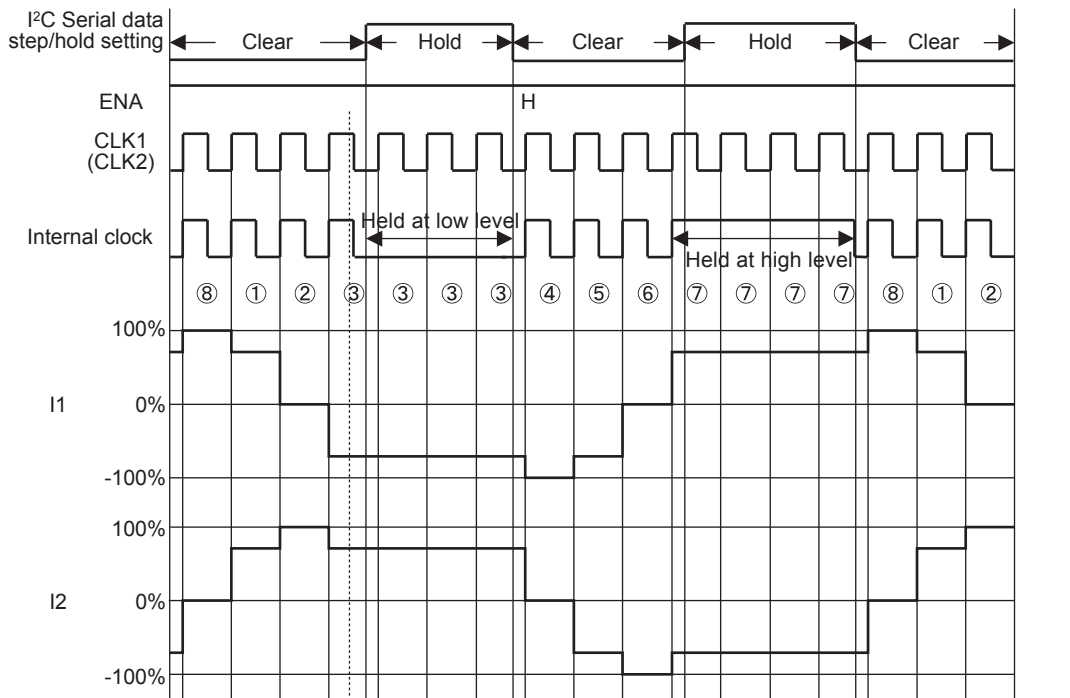 I²C Serial data
step/hold setting
Clear Hold Clear Hold Clear
ENA H
CLK1
(CLK2)
Internal clock
Held at low level
Held at high level
⑧ ① ② ③ ③ ③ ③ ④ ⑤ ⑥ ⑦ ⑦ ⑦ ⑦ ⑧ ① ②
100%
I1 0%
-100%
100%
I2 0%
-100%